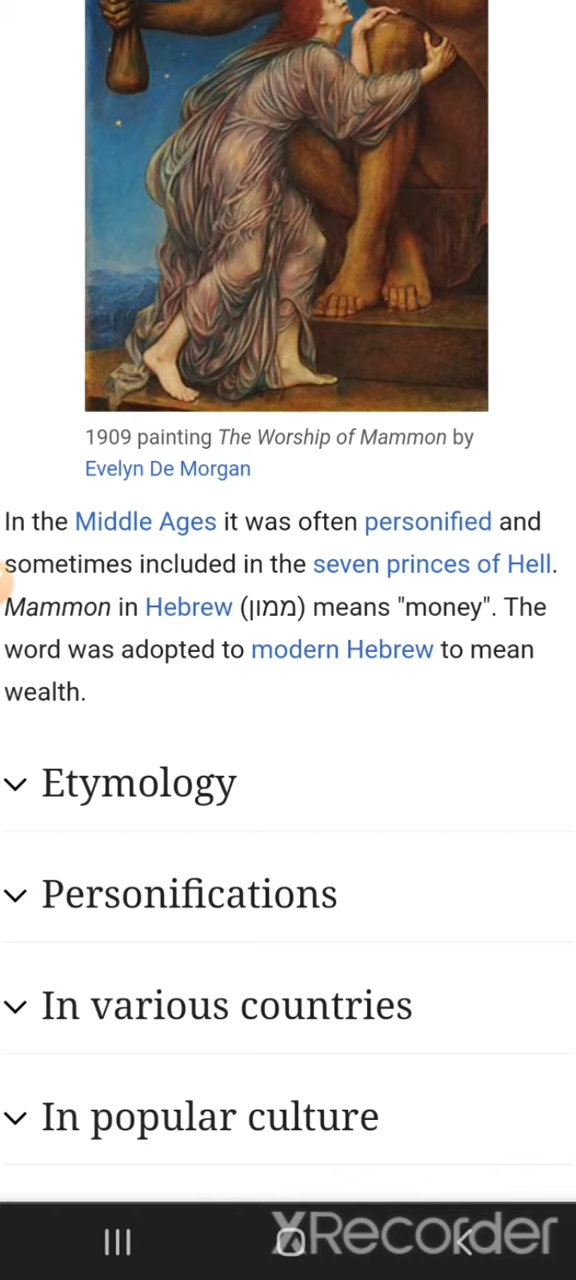 1909 painting The Worship of Mammon by
Evelyn De Morgan
In the Middle Ages it was often personified and
sometimes included in the seven princes of Hell.
Mammon in Hebrew (ממון) means "money". The
word was adopted to modern Hebrew to mean
wealth.
Etymology
Personifications
In various countries
In popular culture
XRecorder